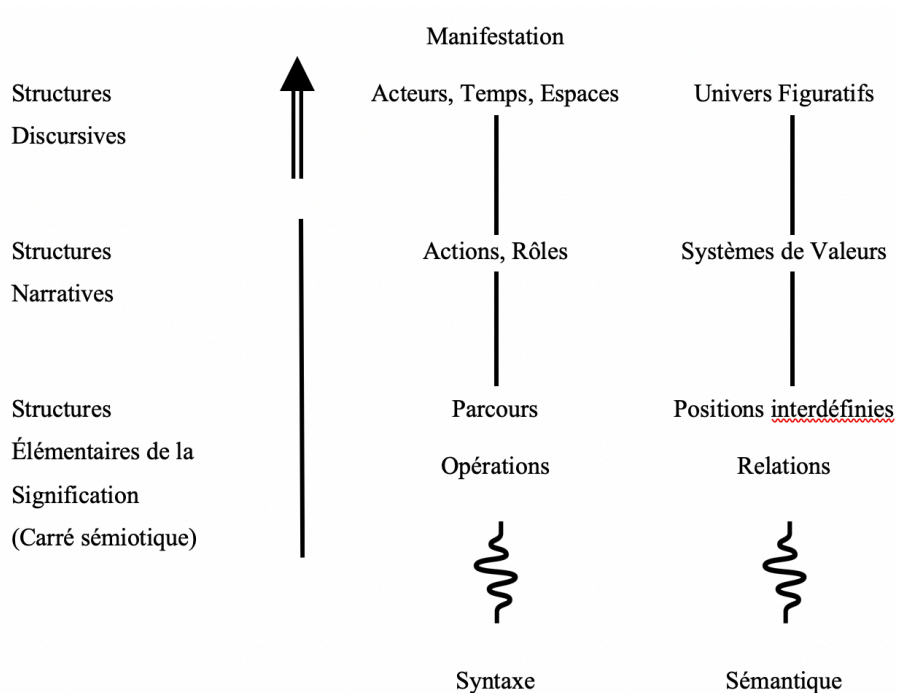 Manifestation
Structures Acteurs, Temps, Espaces Univers Figuratifs
Discursives
Structures Actions, Rôles Systèmes de Valeurs
Narratives
Structures Parcours Positions interdéfinies
Élémentaires de la
Opérations Relations
Signification
(Carré sémiotique)
Syntaxe Sémantique